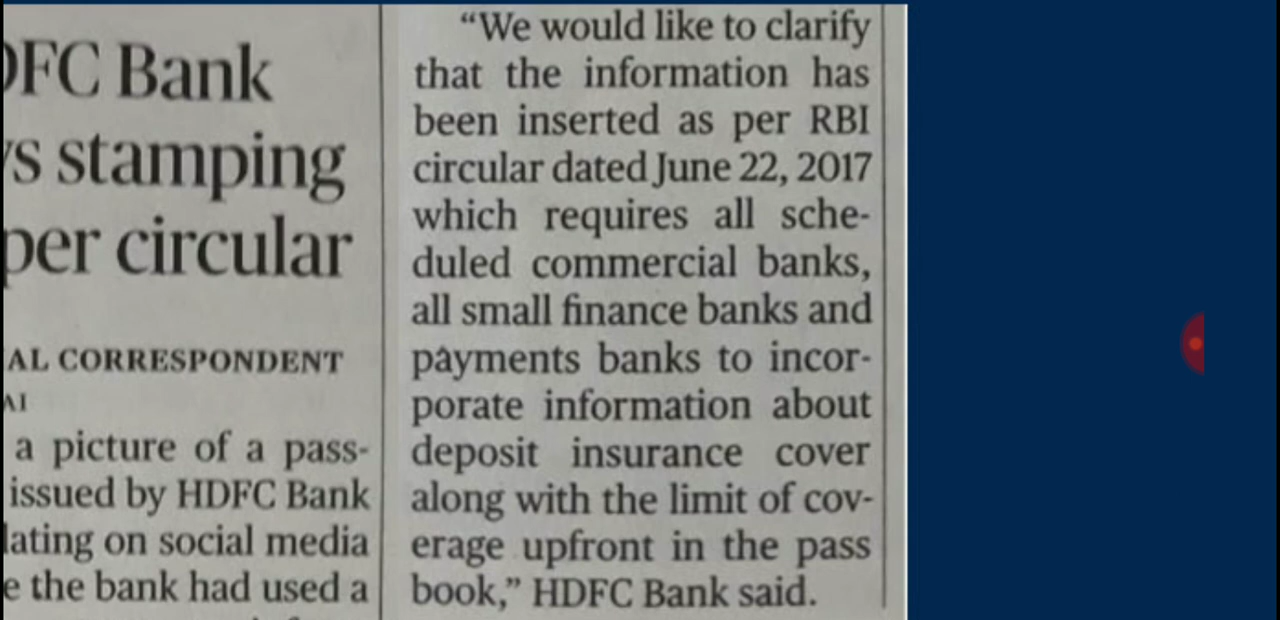 DFC Bank
s stamping
per circular
AL CORRESPONDENT
AI
a picture of a pass-
issued by HDFC Bank
lating on social media
e the bank had used a
“We would like to clarify
that the information has
been inserted as per RBI
circular dated June 22, 2017
which requires all sche-
duled commercial banks,
all small finance banks and
payments banks to incor-
porate information about
deposit insurance cover
along with the limit of cov-
erage upfront in the pass
book,” HDFC Bank said.